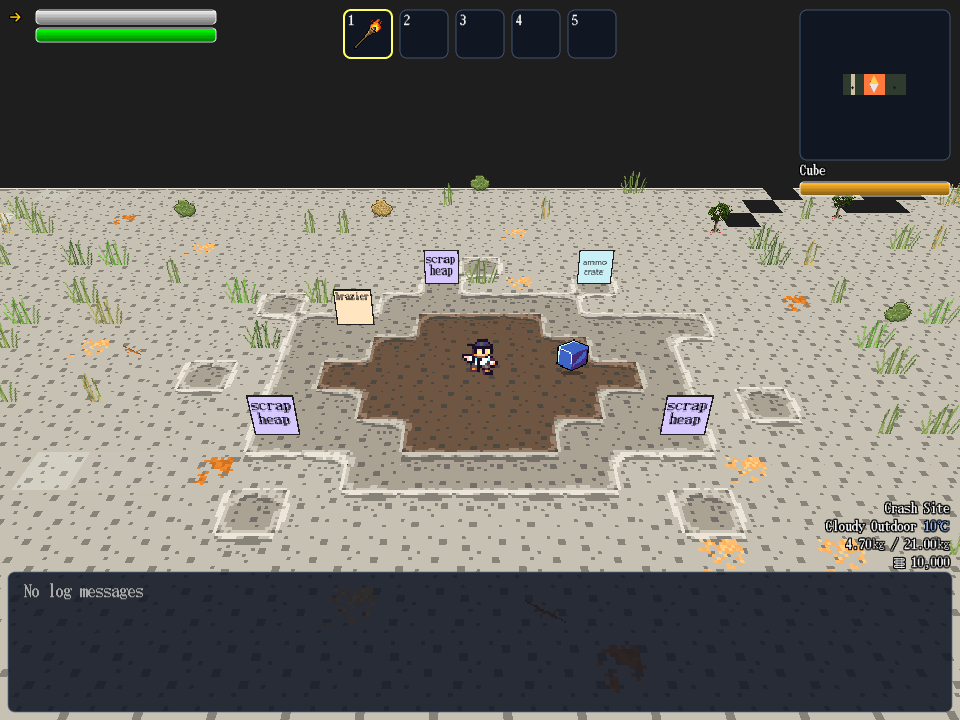 1
2
3
4
5
Cube
scrap
heap
ammo
crate
brazier
scrap
heap
scrap
heap
Crash Site
Cloudy Outdoor 10°C
4.70kg / 21.00kg
10,000
No log messages